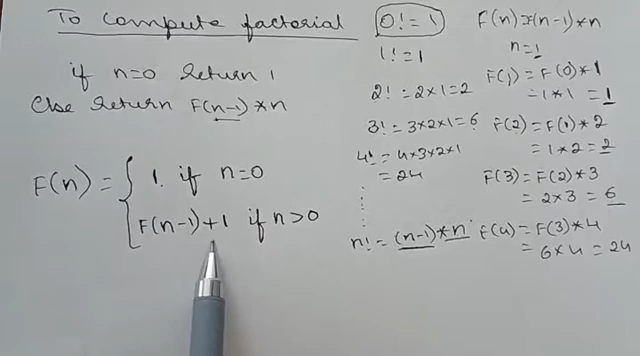 To compute factorial
if n=0 return 1
Else return F(n-1)*n
F(n) = { 1. if n=0
F(n-1)+1 if n>0
0! = 1
1! = 1
2! = 2×1=2
3! = 3×2×1=6
4! = 4×3×2×1
= 24
n! = (n-1)*n
F(n)=(n-1)*n
n=1
F(1) = F(0)*1
= 1*1 = 1
F(2) = F(1)*2
= 1*2 = 2
F(3) = F(2)*3
= 2×3 = 6
F(4) = F(3)*4
= 6×4 = 24